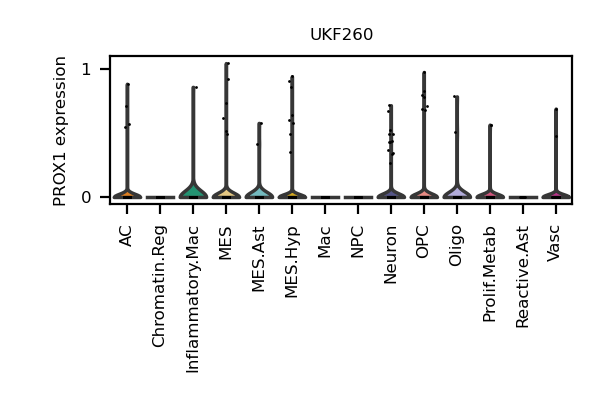 UKF260
PROX1 expression
1
0
AC
Chromatin.Reg
Inflammatory.Mac
MES
MES.Ast
MES.Hyp
Mac
NPC
Neuron
OPC
Oligo
Prolif.Metab
Reactive.Ast
Vasc